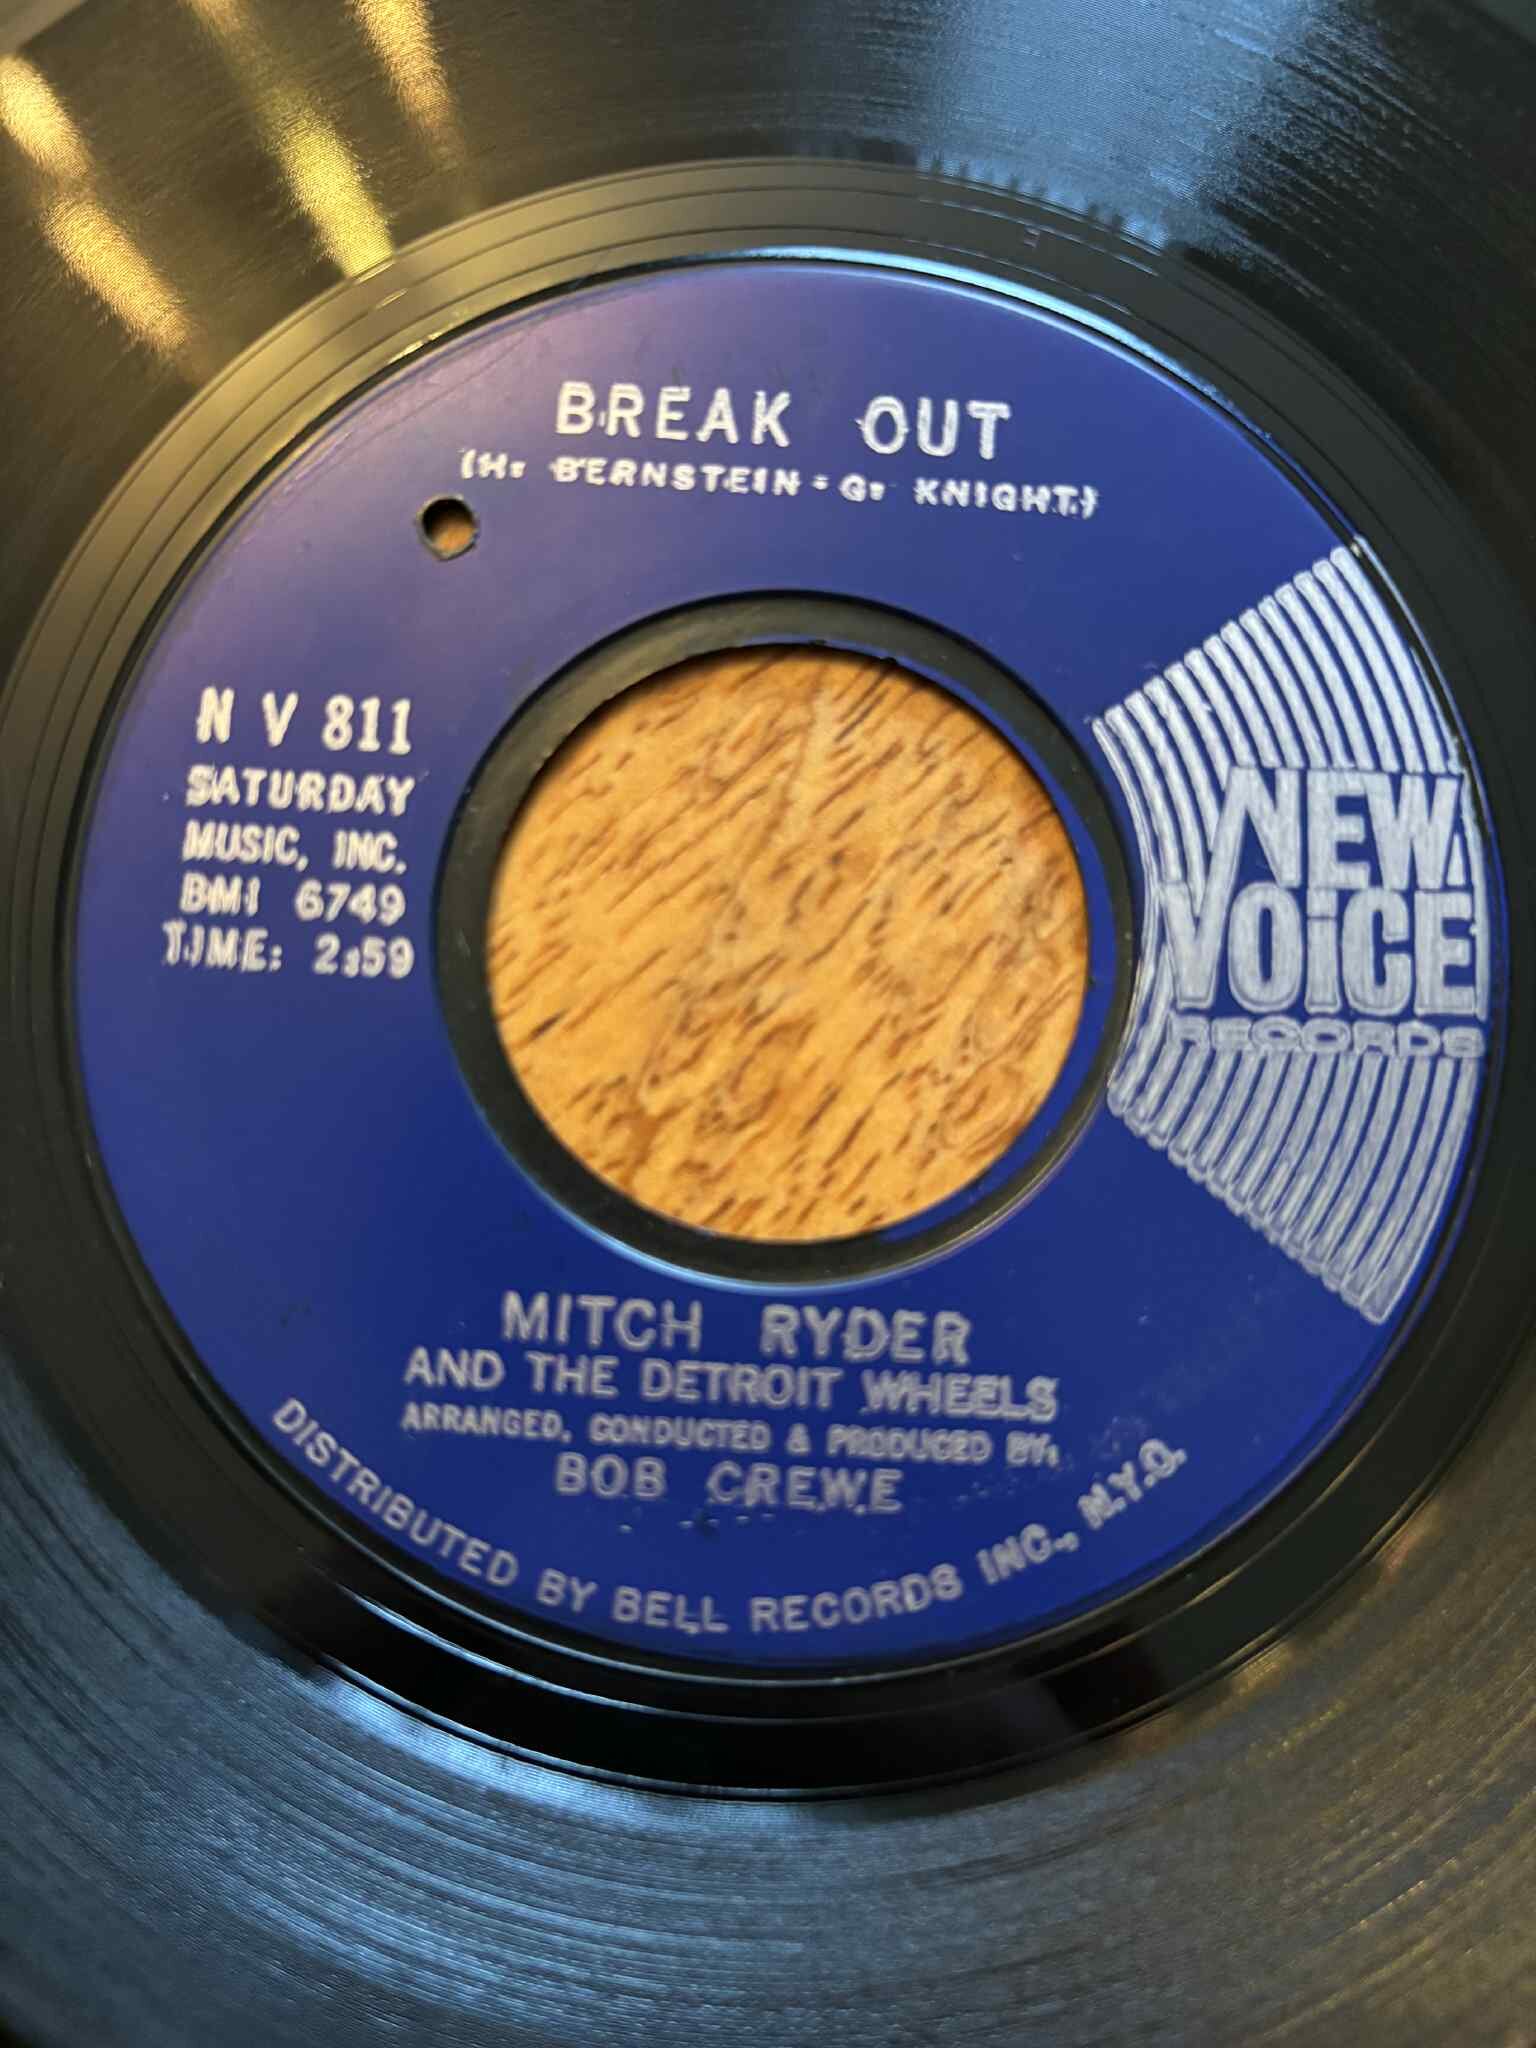 BREAK OUT
(H. BERNSTEIN - G. KNIGHT)
N V 811
SATURDAY
MUSIC, INC.
BMI 6749
TIME: 2:59
NEW
VOICE
RECORDS
MITCH RYDER
AND THE DETROIT WHEELS
ARRANGED, CONDUCTED & PRODUCED BY:
BOB CREWE
DISTRIBUTED BY BELL RECORDS INC., N.Y.C.